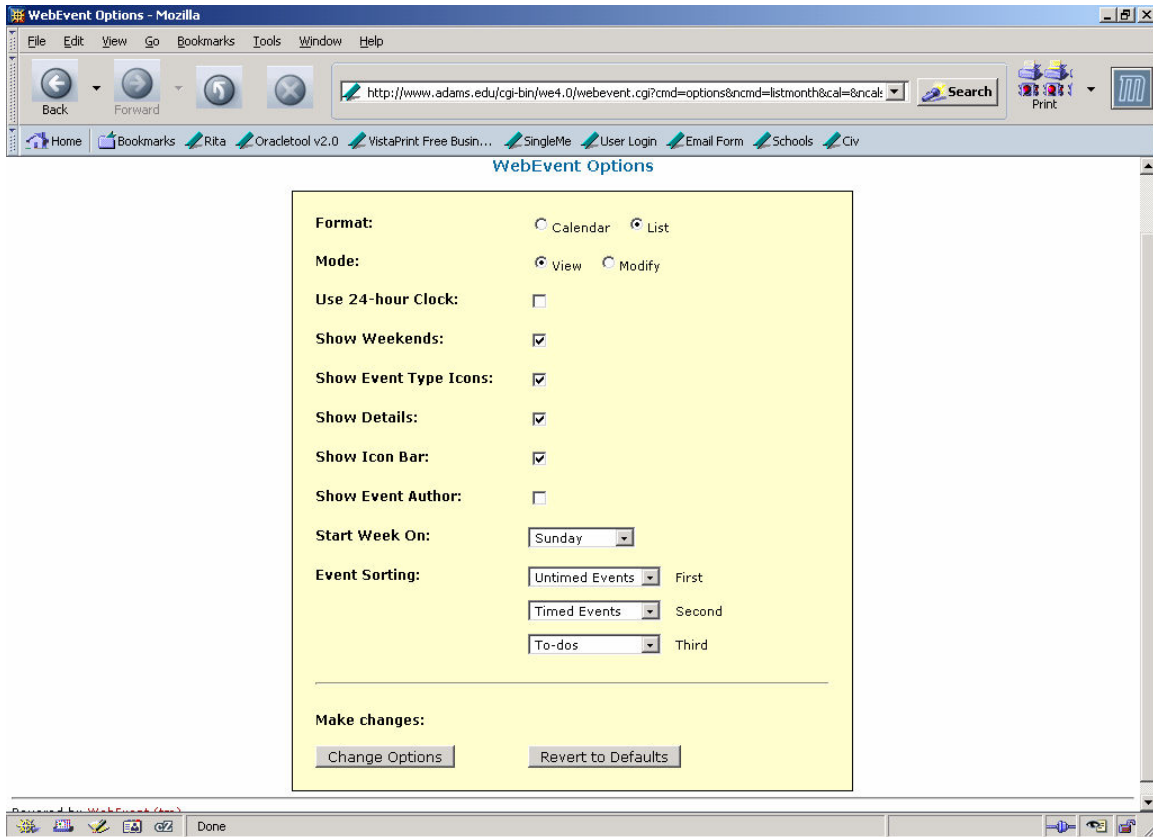 WebEvent Options - Mozilla
File Edit View Go Bookmarks Tools Window Help
Back Forward http://www.adams.edu/cgi-bin/we4.0/webevent.cgi?cmd=options&ncmd=listmonth&cal=&ncal Search Print
Home Bookmarks Rita Oracletool v2.0 VistaPrint Free Busin... SingleMe User Login Email Form Schools Civ
WebEvent Options
Format: Calendar List
Mode: View Modify
Use 24-hour Clock:
Show Weekends:
Show Event Type Icons:
Show Details:
Show Icon Bar:
Show Event Author:
Start Week On: Sunday
Event Sorting: Untimed Events First
Timed Events Second
To-dos Third
Make changes:
Change Options Revert to Defaults
Powered by WebEvent (tm)
Done